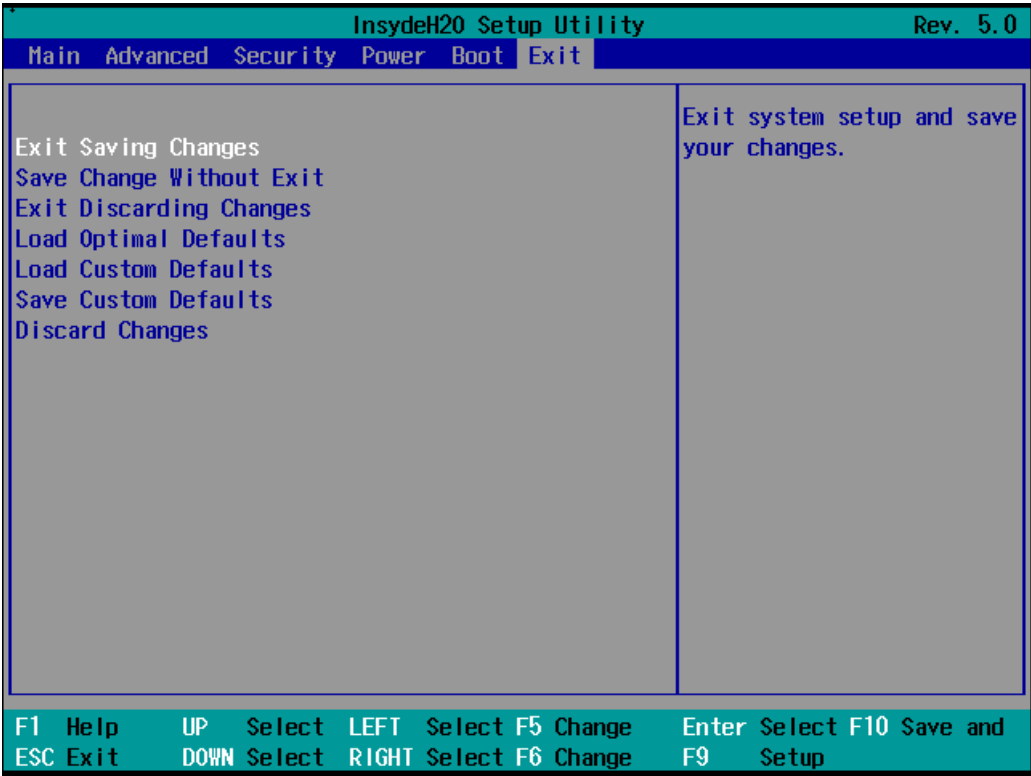 InsydeH20 Setup Utility Rev. 5.0
Main Advanced Security Power Boot Exit
Exit Saving Changes
Save Change Without Exit
Exit Discarding Changes
Load Optimal Defaults
Load Custom Defaults
Save Custom Defaults
Discard Changes
Exit system setup and save
your changes.
F1 Help UP Select LEFT Select F5 Change Enter Select F10 Save and
ESC Exit DOWN Select RIGHT Select F6 Change F9 Setup